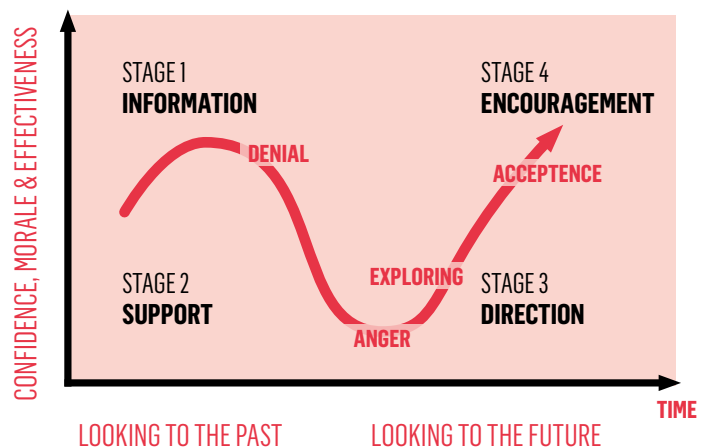 CONFIDENCE, MORALE & EFFECTIVENESS
STAGE 1
INFORMATION
STAGE 4
ENCOURAGEMENT
DENIAL
ACCEPTENCE
EXPLORING
STAGE 2
SUPPORT
STAGE 3
DIRECTION
ANGER
TIME
LOOKING TO THE PAST
LOOKING TO THE FUTURE